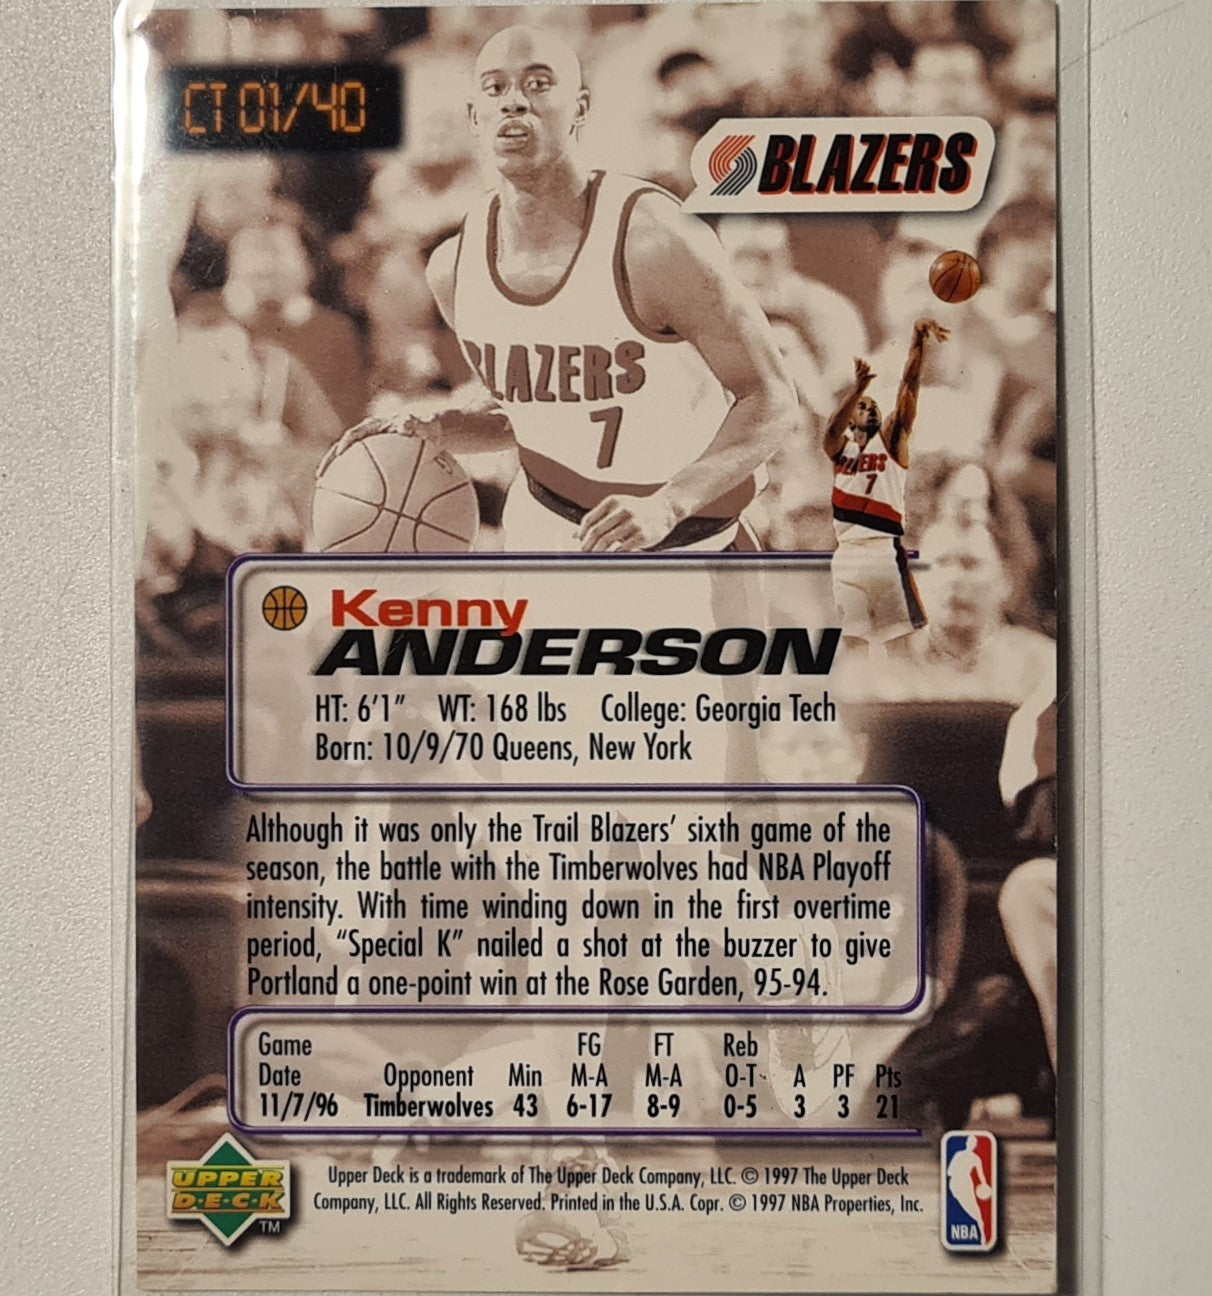 CT 01/40
BLAZERS
BLAZERS
7
BLAZERS
7
Kenny
ANDERSON
HT: 6'1" WT: 168 lbs College: Georgia Tech
Born: 10/9/70 Queens, New York
Although it was only the Trail Blazers' sixth game of the
season, the battle with the Timberwolves had NBA Playoff
intensity. With time winding down in the first overtime
period, "Special K" nailed a shot at the buzzer to give
Portland a one-point win at the Rose Garden, 95-94.
Game FG FT Reb
Date Opponent Min M-A M-A O-T A PF Pts
11/7/96 Timberwolves 43 6-17 8-9 0-5 3 3 21
UPPER
D·E·C·K
TM
Upper Deck is a trademark of The Upper Deck Company, LLC. © 1997 The Upper Deck
Company, LLC. All Rights Reserved. Printed in the U.S.A. Copr. © 1997 NBA Properties, Inc.
NBA